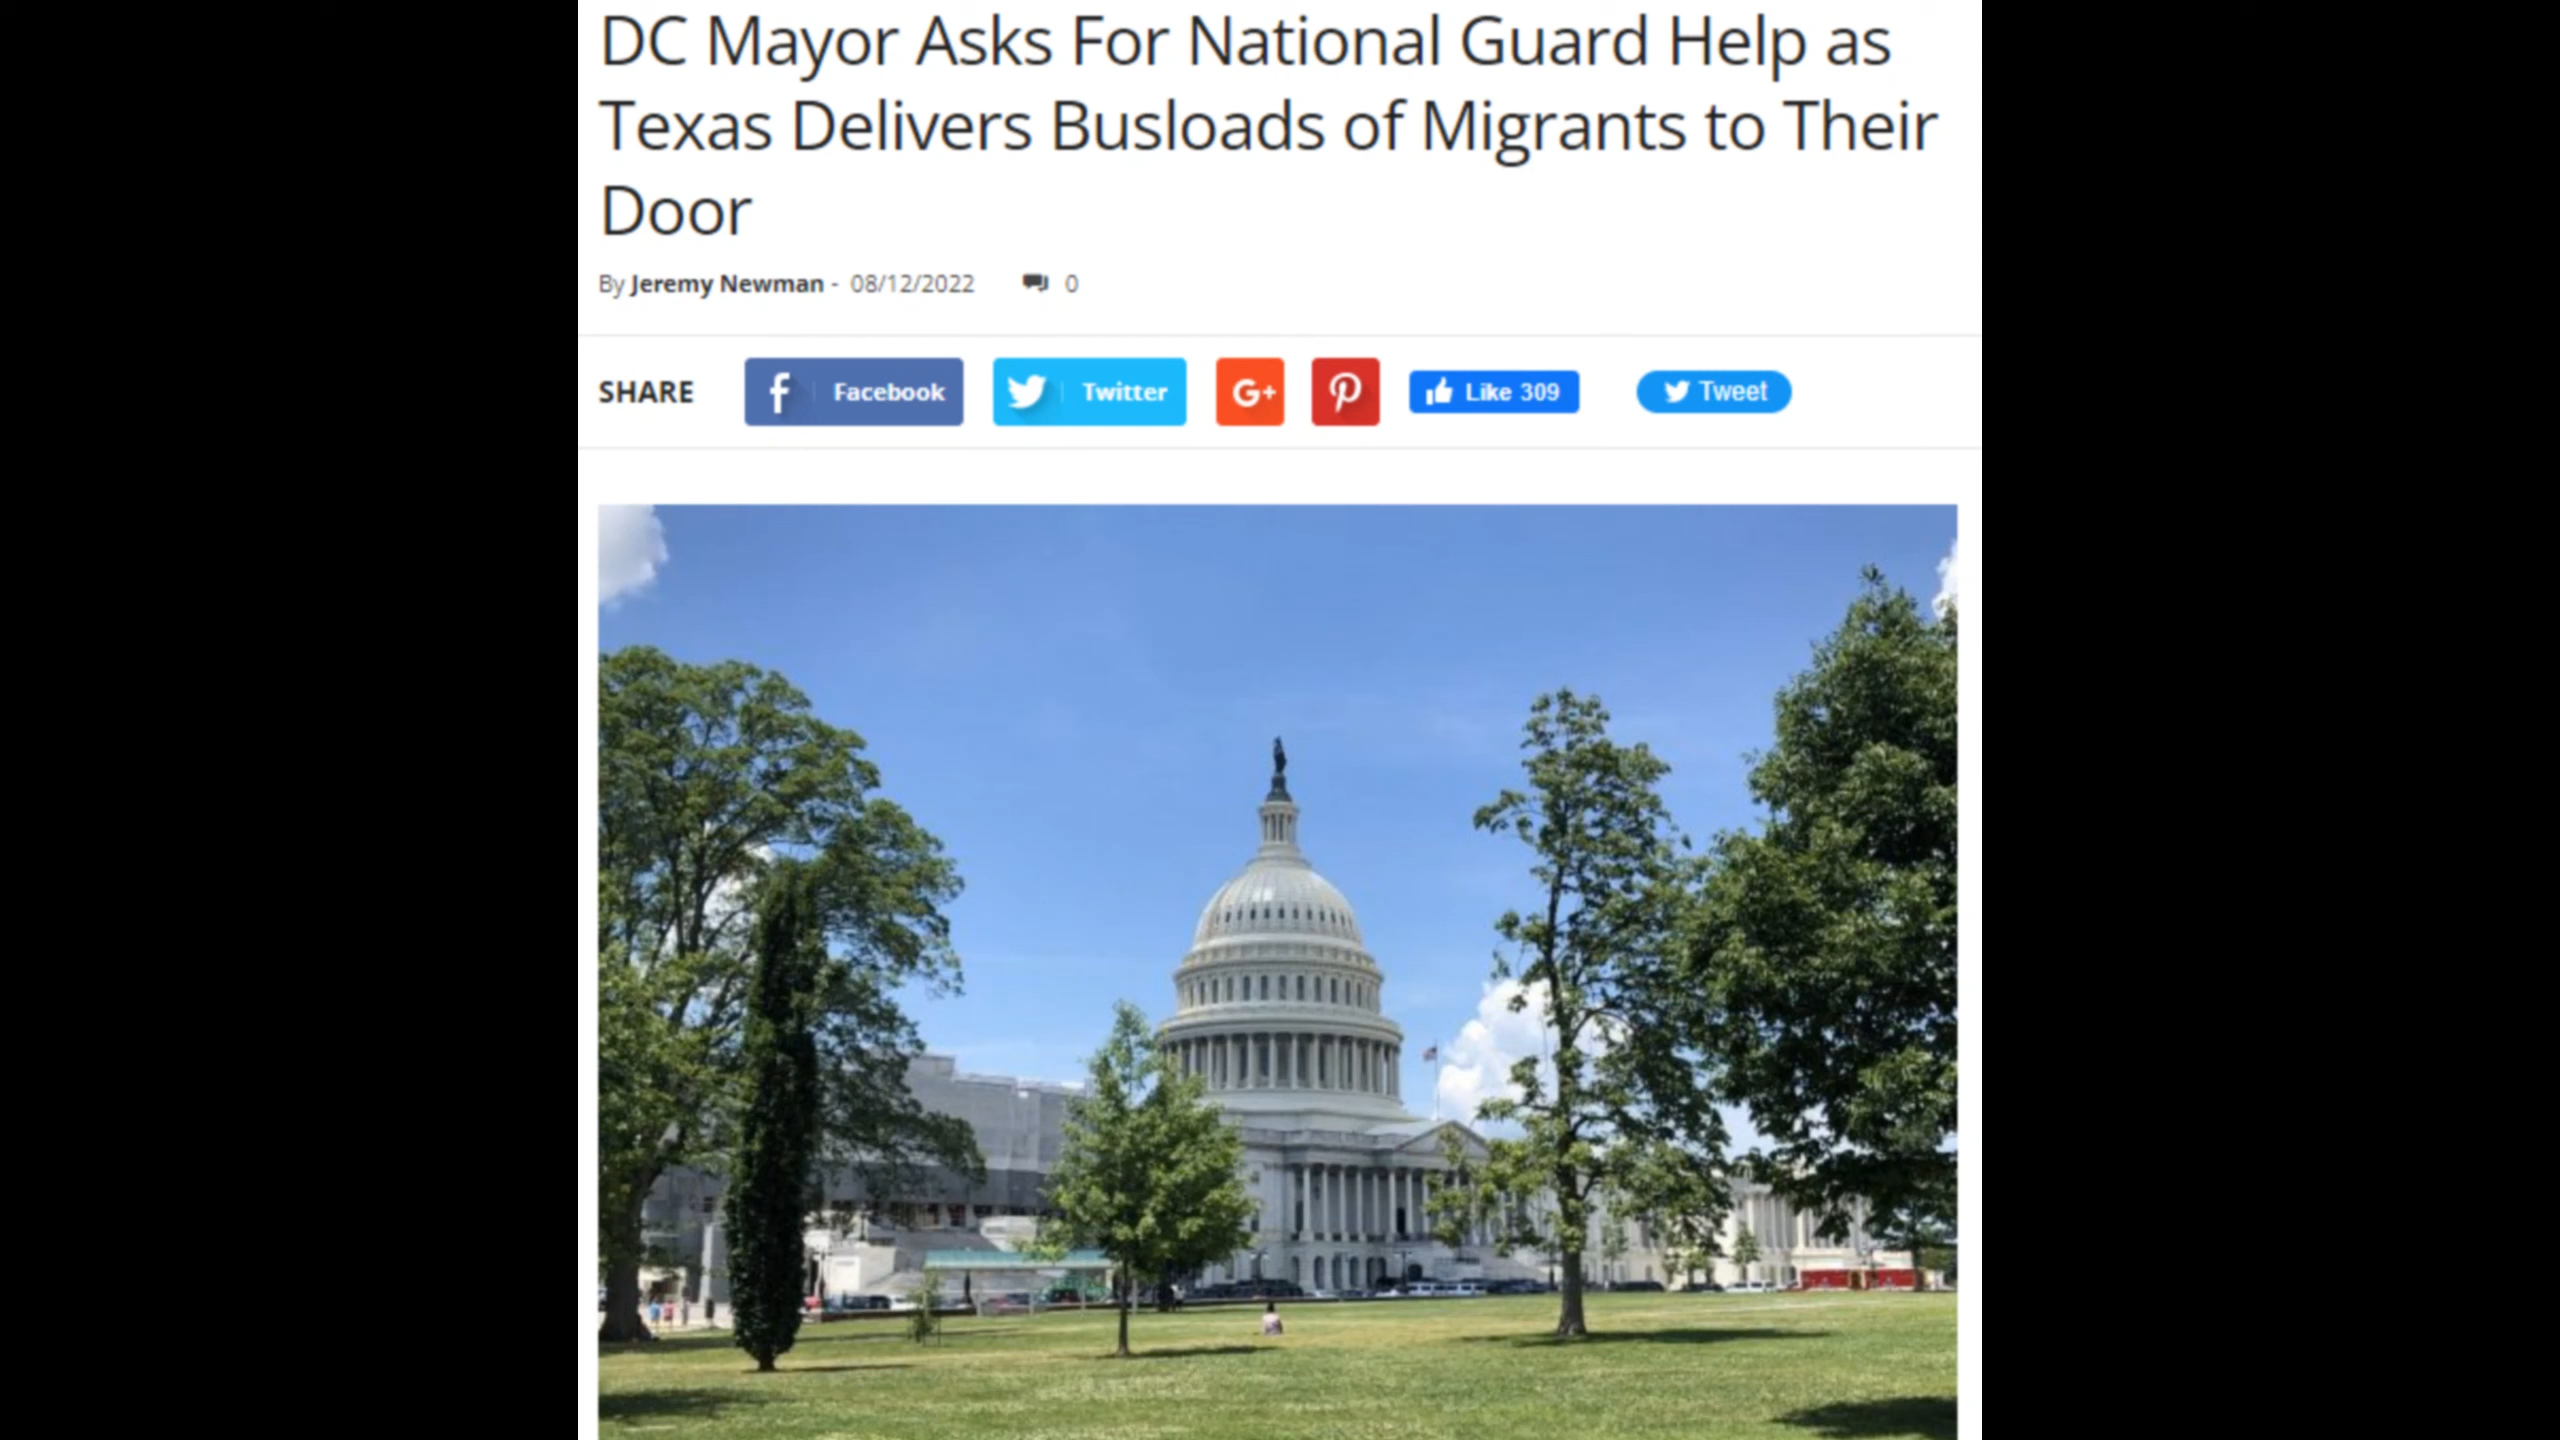 DC Mayor Asks For National Guard Help as
Texas Delivers Busloads of Migrants to Their
Door
By Jeremy Newman - 08/12/2022 0
SHARE Facebook Twitter G+ Like 309 Tweet